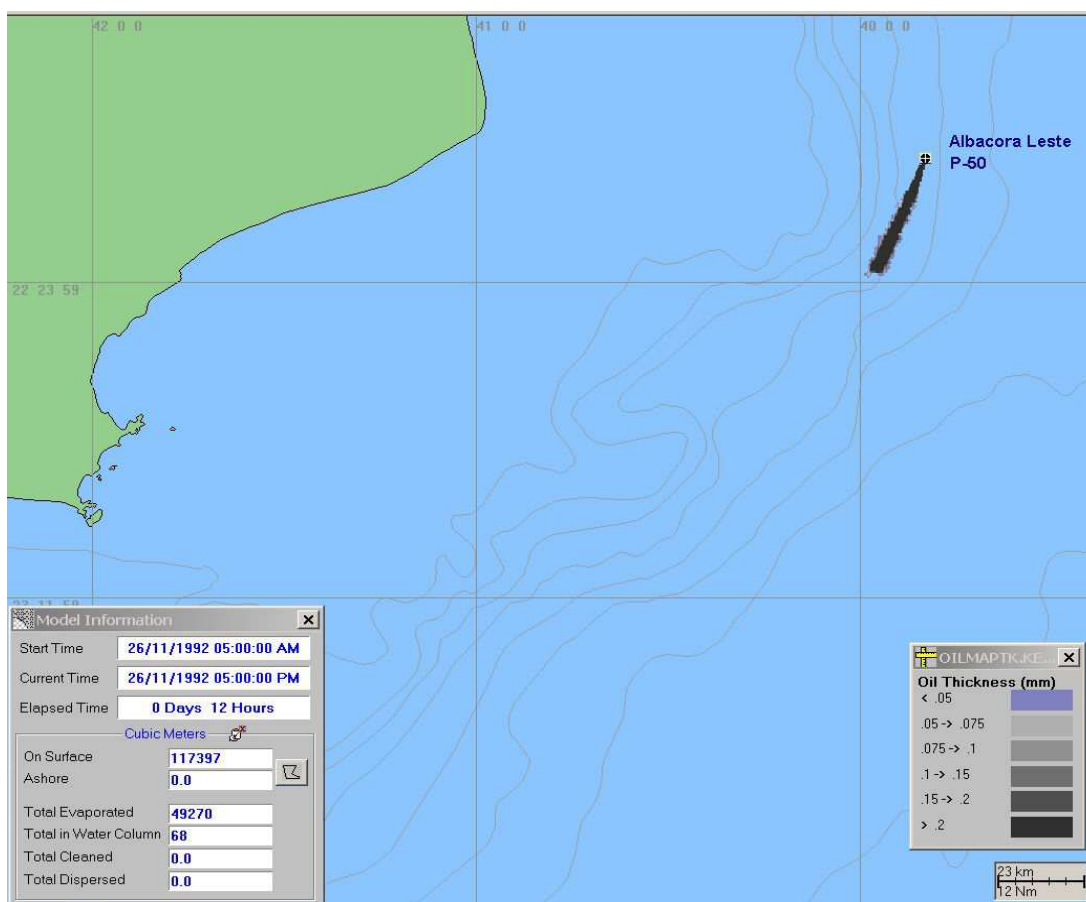 42 0 0
41 0 0
40 0 0
Albacora Leste
P-50
22 23 59
Model Information
Start Time 26/11/1992 05:00:00 AM
Current Time 26/11/1992 05:00:00 PM
Elapsed Time 0 Days 12 Hours
Cubic Meters
On Surface 117397
Ashore 0.0
Total Evaporated 49270
Total in Water Column 68
Total Cleaned 0.0
Total Dispersed 0.0
OILMAPTK.KE...
Oil Thickness (mm)
< .05
.05-> .075
.075-> .1
.1-> .15
.15-> .2
> .2
23 km
12 Nm